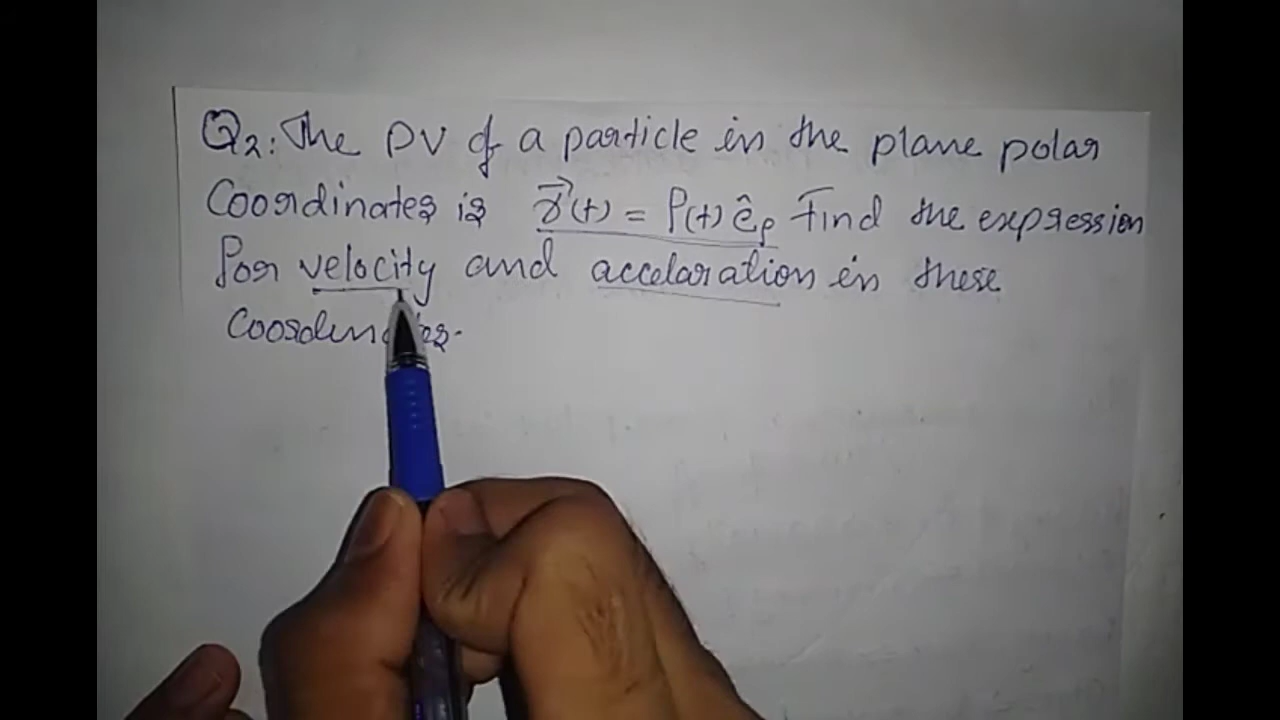 Q2: The PV of a particle in the plane polar
Coordinates is r⃗(t) = ρ(t) ê_ρ Find the expression
for velocity and accelaration in these
Coordinates.